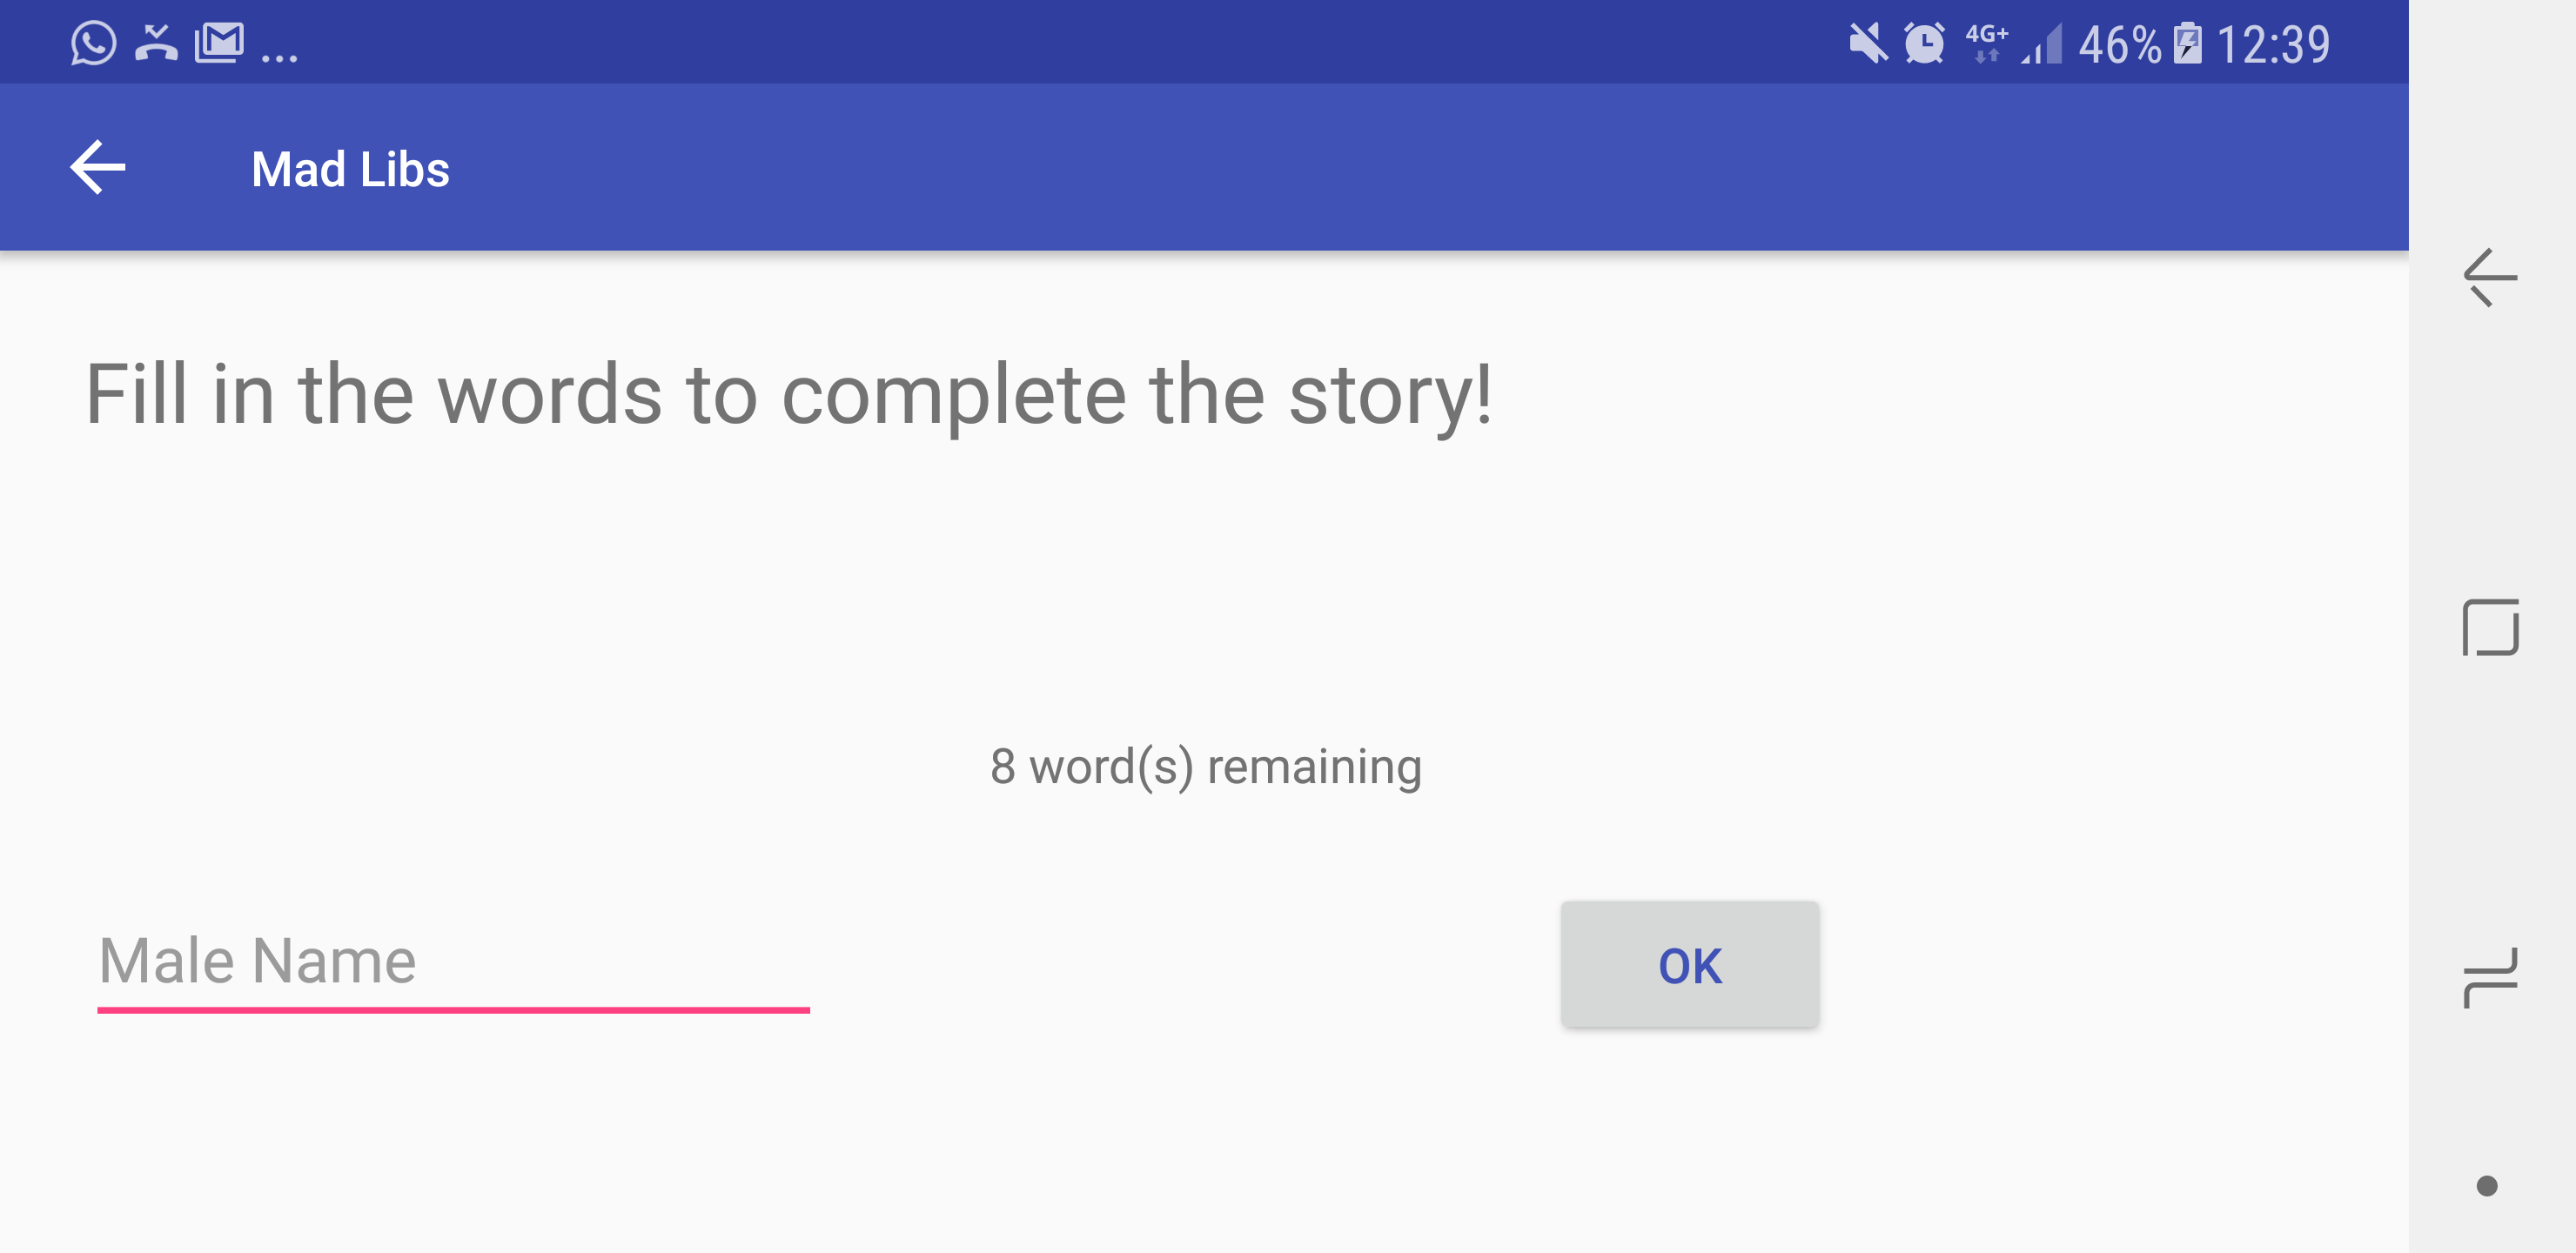 ... 4G+ 46% 12:39
Mad Libs
Fill in the words to complete the story!
8 word(s) remaining
Male Name
OK